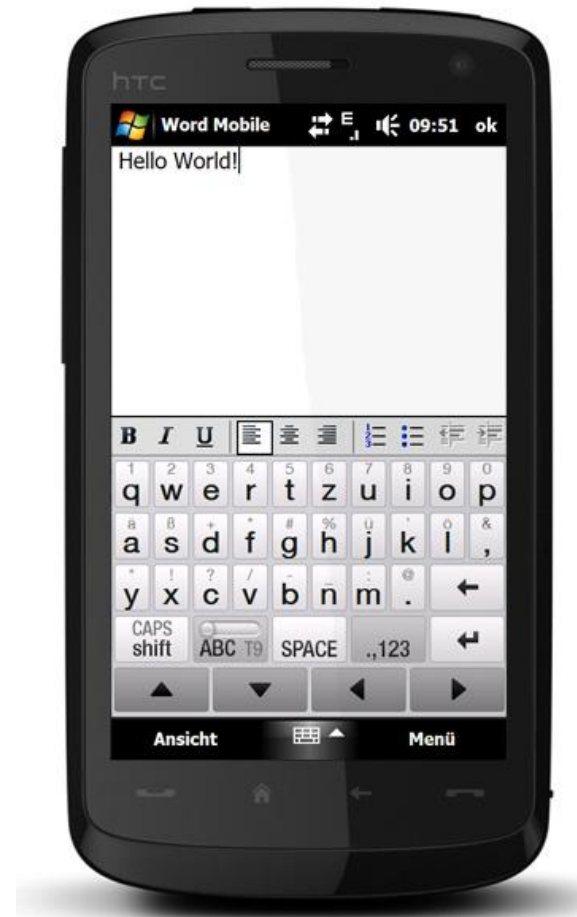 hTC
Word Mobile E 09:51 ok
Hello World!
B I U
1 2 3 4 5 6 7 8 9 0
q w e r t z u i o p
ä ß + * # % ü ' ö &
a s d f g h j k l ,
! ? / - : @
y x c v b n m .
CAPS
shift ABC T9 SPACE .,123
Ansicht Menü